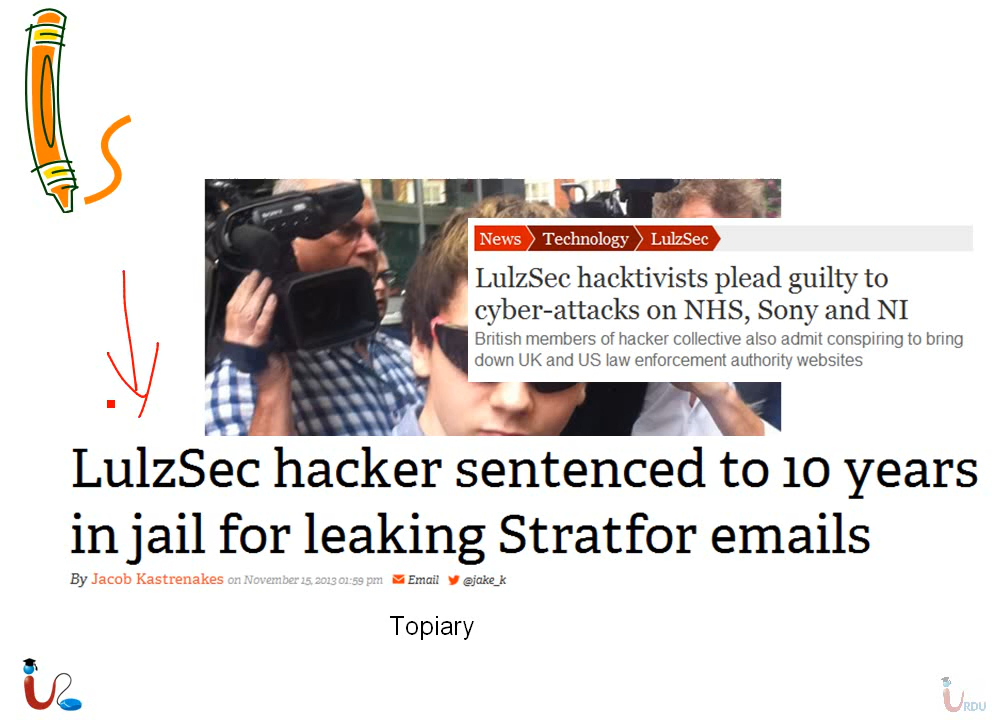 SONY
News Technology LulzSec
LulzSec hacktivists plead guilty to
cyber-attacks on NHS, Sony and NI
British members of hacker collective also admit conspiring to bring
down UK and US law enforcement authority websites
LulzSec hacker sentenced to 10 years
in jail for leaking Stratfor emails
By Jacob Kastrenakes on November 15, 2013 01:59 pm Email @jake_k
Topiary
URDU